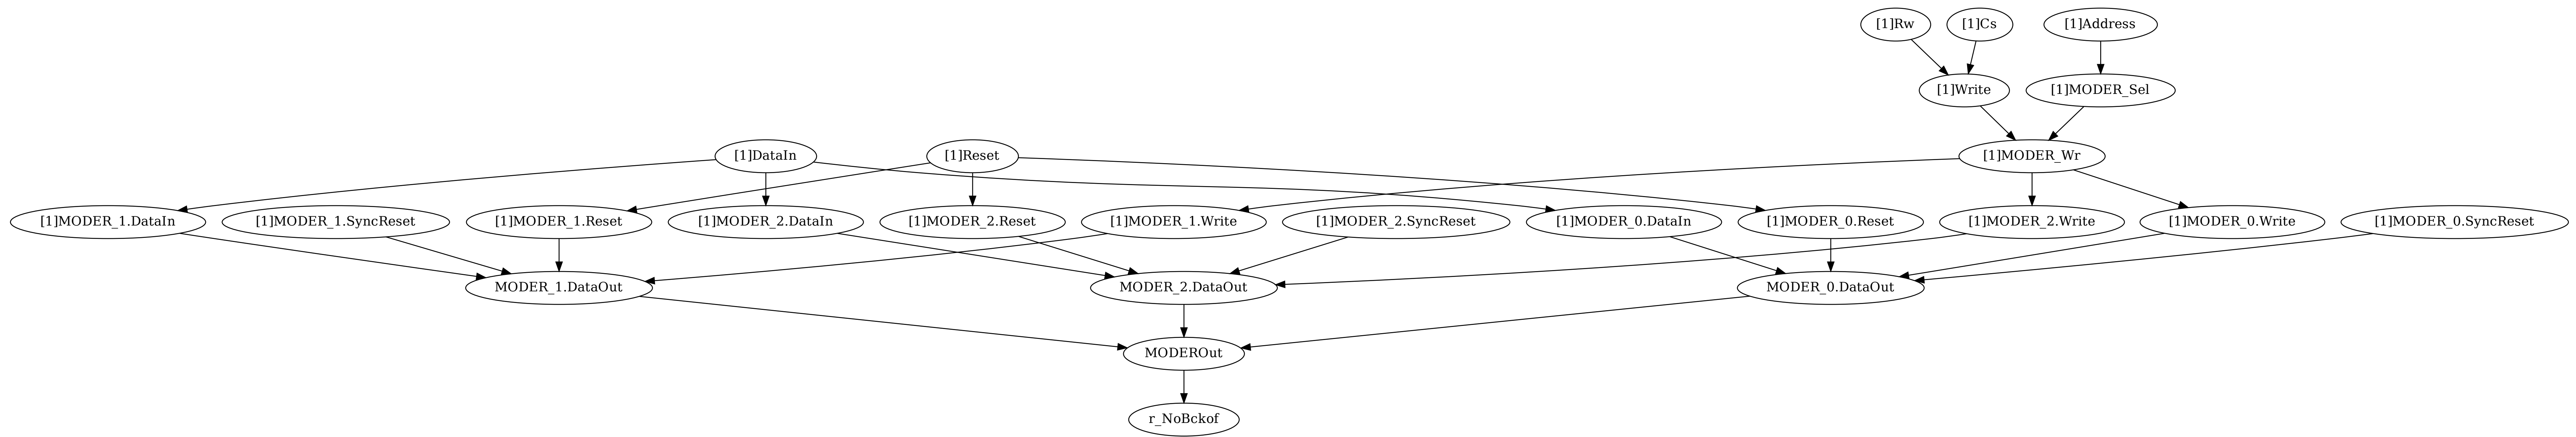 [1]Rw
[1]Cs
[1]Address
[1]Write
[1]MODER_Sel
[1]DataIn
[1]Reset
[1]MODER_Wr
[1]MODER_1.DataIn
[1]MODER_1.SyncReset
[1]MODER_1.Reset
[1]MODER_2.DataIn
[1]MODER_2.Reset
[1]MODER_1.Write
[1]MODER_2.SyncReset
[1]MODER_0.DataIn
[1]MODER_0.Reset
[1]MODER_2.Write
[1]MODER_0.Write
[1]MODER_0.SyncReset
MODER_1.DataOut
MODER_2.DataOut
MODER_0.DataOut
MODEROut
r_NoBckof